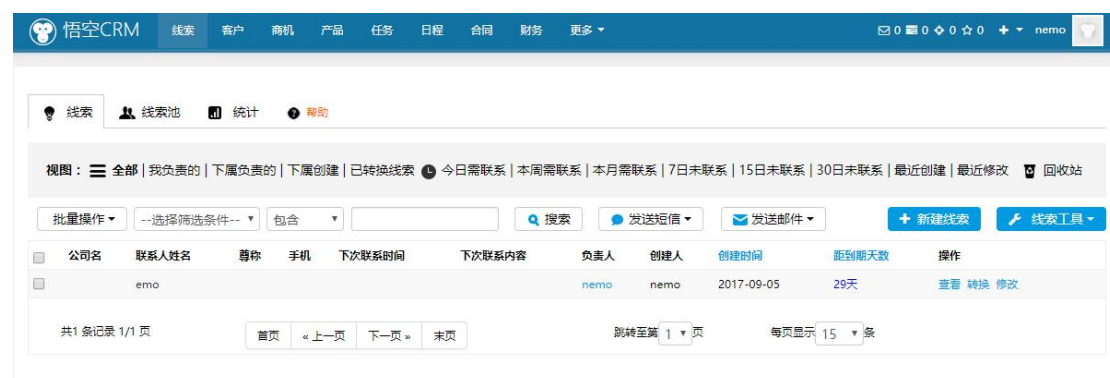 悟空CRM 线索 客户 商机 产品 任务 日程 合同 财务 更多 0 0 0 0 nemo
线索 线索池 统计 帮助
视图： 全部 | 我负责的 | 下属负责的 | 下属创建 | 已转换线索 今日需联系 | 本周需联系 | 本月需联系 | 7日未联系 | 15日未联系 | 30日未联系 | 最近创建 | 最近修改 回收站
批量操作 --选择筛选条件-- 包含 搜索 发送短信 发送邮件 新建线索 线索工具
公司名 联系人姓名 尊称 手机 下次联系时间 下次联系内容 负责人 创建人 创建时间 距到期天数 操作
emo nemo nemo 2017-09-05 29天 查看 转换 修改
共1 条记录 1/1 页 首页 « 上一页 下一页 » 末页 跳转至第 1 页 每页显示 15 条